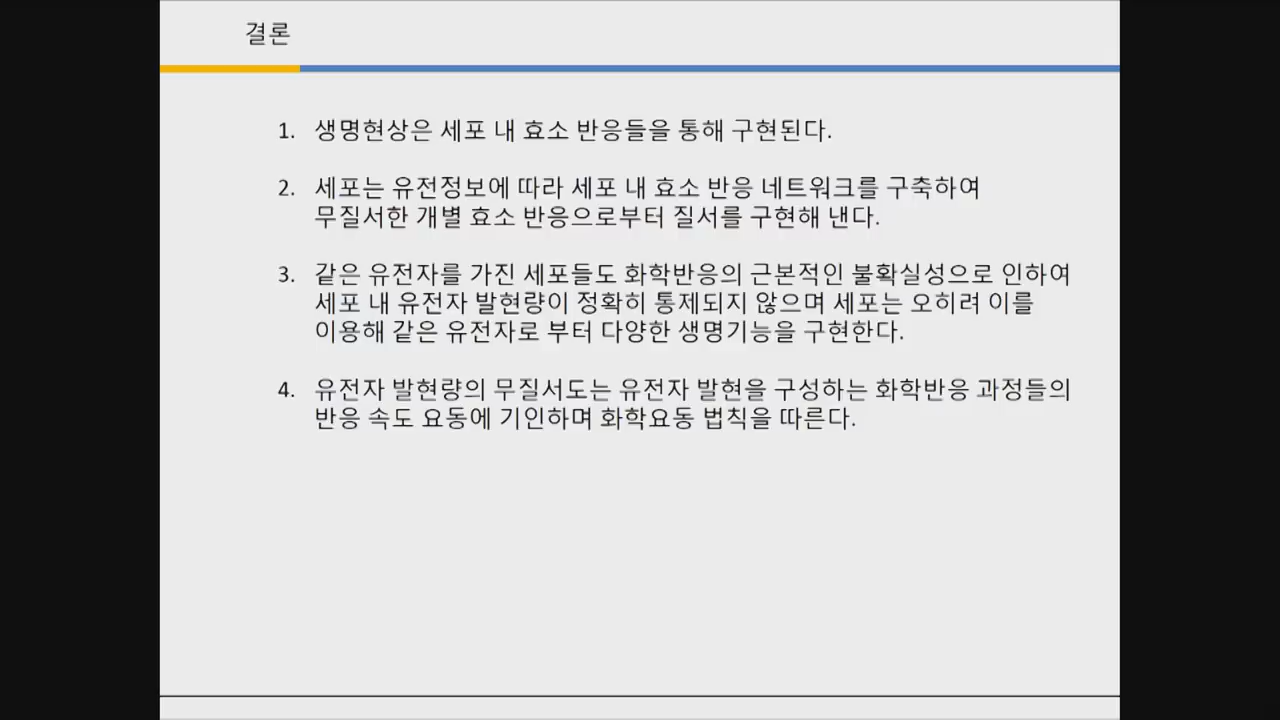 결론
1. 생명현상은 세포 내 효소 반응들을 통해 구현된다.
2. 세포는 유전정보에 따라 세포 내 효소 반응 네트워크를 구축하여
무질서한 개별 효소 반응으로부터 질서를 구현해 낸다.
3. 같은 유전자를 가진 세포들도 화학반응의 근본적인 불확실성으로 인하여
세포 내 유전자 발현량이 정확히 통제되지 않으며 세포는 오히려 이를
이용해 같은 유전자로 부터 다양한 생명기능을 구현한다.
4. 유전자 발현량의 무질서도는 유전자 발현을 구성하는 화학반응 과정들의
반응 속도 요동에 기인하며 화학요동 법칙을 따른다.